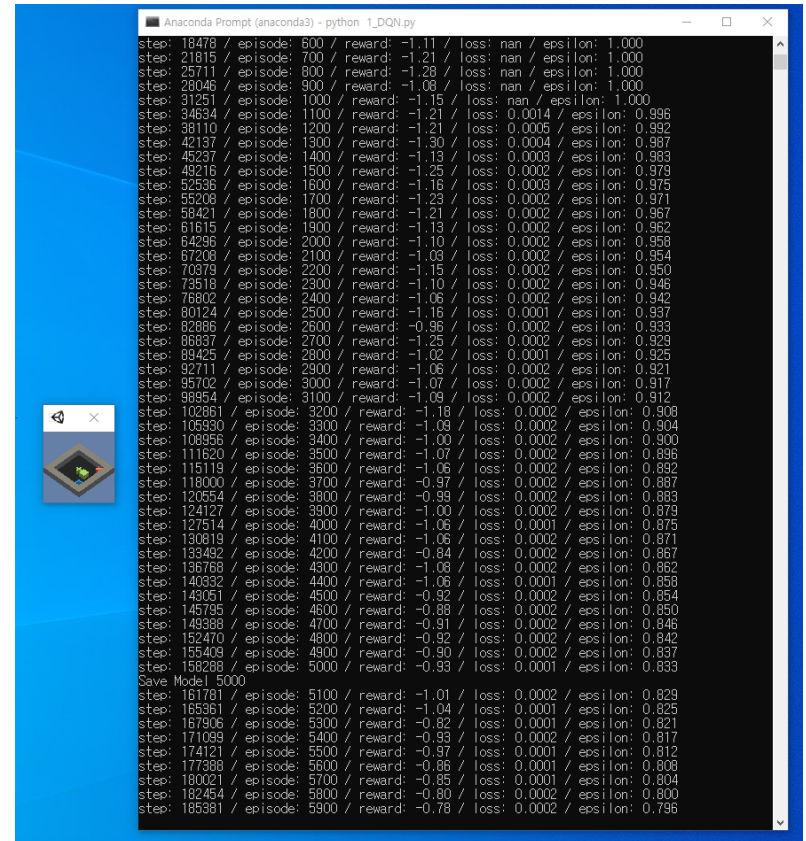 Anaconda Prompt (anaconda3) - python 1_DQN.py
step: 18478 / episode: 600 / reward: -1.11 / loss: nan / epsilon: 1.000
step: 21815 / episode: 700 / reward: -1.21 / loss: nan / epsilon: 1.000
step: 25711 / episode: 800 / reward: -1.28 / loss: nan / epsilon: 1.000
step: 28046 / episode: 900 / reward: -1.08 / loss: nan / epsilon: 1.000
step: 31251 / episode: 1000 / reward: -1.15 / loss: nan / epsilon: 1.000
step: 34634 / episode: 1100 / reward: -1.21 / loss: 0.0014 / epsilon: 0.996
step: 38110 / episode: 1200 / reward: -1.21 / loss: 0.0005 / epsilon: 0.992
step: 42137 / episode: 1300 / reward: -1.30 / loss: 0.0004 / epsilon: 0.987
step: 45237 / episode: 1400 / reward: -1.13 / loss: 0.0003 / epsilon: 0.983
step: 49216 / episode: 1500 / reward: -1.25 / loss: 0.0002 / epsilon: 0.979
step: 52536 / episode: 1600 / reward: -1.16 / loss: 0.0003 / epsilon: 0.975
step: 55208 / episode: 1700 / reward: -1.23 / loss: 0.0002 / epsilon: 0.971
step: 58421 / episode: 1800 / reward: -1.21 / loss: 0.0002 / epsilon: 0.967
step: 61615 / episode: 1900 / reward: -1.13 / loss: 0.0002 / epsilon: 0.962
step: 64296 / episode: 2000 / reward: -1.10 / loss: 0.0002 / epsilon: 0.958
step: 67208 / episode: 2100 / reward: -1.03 / loss: 0.0002 / epsilon: 0.954
step: 70379 / episode: 2200 / reward: -1.15 / loss: 0.0002 / epsilon: 0.950
step: 73518 / episode: 2300 / reward: -1.10 / loss: 0.0002 / epsilon: 0.946
step: 76802 / episode: 2400 / reward: -1.06 / loss: 0.0002 / epsilon: 0.942
step: 80124 / episode: 2500 / reward: -1.16 / loss: 0.0001 / epsilon: 0.937
step: 82886 / episode: 2600 / reward: -0.96 / loss: 0.0002 / epsilon: 0.933
step: 86837 / episode: 2700 / reward: -1.25 / loss: 0.0002 / epsilon: 0.929
step: 89425 / episode: 2800 / reward: -1.02 / loss: 0.0001 / epsilon: 0.925
step: 92711 / episode: 2900 / reward: -1.06 / loss: 0.0002 / epsilon: 0.921
step: 95702 / episode: 3000 / reward: -1.07 / loss: 0.0002 / epsilon: 0.917
step: 98954 / episode: 3100 / reward: -1.09 / loss: 0.0002 / epsilon: 0.912
step: 102861 / episode: 3200 / reward: -1.18 / loss: 0.0002 / epsilon: 0.908
step: 105930 / episode: 3300 / reward: -1.09 / loss: 0.0002 / epsilon: 0.904
step: 108956 / episode: 3400 / reward: -1.00 / loss: 0.0002 / epsilon: 0.900
step: 111620 / episode: 3500 / reward: -1.07 / loss: 0.0002 / epsilon: 0.896
step: 115119 / episode: 3600 / reward: -1.06 / loss: 0.0002 / epsilon: 0.892
step: 118000 / episode: 3700 / reward: -0.97 / loss: 0.0002 / epsilon: 0.887
step: 120554 / episode: 3800 / reward: -0.99 / loss: 0.0002 / epsilon: 0.883
step: 124127 / episode: 3900 / reward: -1.00 / loss: 0.0002 / epsilon: 0.879
step: 127514 / episode: 4000 / reward: -1.06 / loss: 0.0001 / epsilon: 0.875
step: 130819 / episode: 4100 / reward: -1.06 / loss: 0.0002 / epsilon: 0.871
step: 133492 / episode: 4200 / reward: -0.84 / loss: 0.0002 / epsilon: 0.867
step: 136768 / episode: 4300 / reward: -1.08 / loss: 0.0002 / epsilon: 0.862
step: 140332 / episode: 4400 / reward: -1.06 / loss: 0.0001 / epsilon: 0.858
step: 143051 / episode: 4500 / reward: -0.92 / loss: 0.0002 / epsilon: 0.854
step: 145795 / episode: 4600 / reward: -0.88 / loss: 0.0002 / epsilon: 0.850
step: 149388 / episode: 4700 / reward: -0.91 / loss: 0.0002 / epsilon: 0.846
step: 152470 / episode: 4800 / reward: -0.92 / loss: 0.0002 / epsilon: 0.842
step: 155409 / episode: 4900 / reward: -0.90 / loss: 0.0002 / epsilon: 0.837
step: 158288 / episode: 5000 / reward: -0.93 / loss: 0.0001 / epsilon: 0.833
Save Model 5000
step: 161781 / episode: 5100 / reward: -1.01 / loss: 0.0002 / epsilon: 0.829
step: 165361 / episode: 5200 / reward: -1.04 / loss: 0.0001 / epsilon: 0.825
step: 167906 / episode: 5300 / reward: -0.82 / loss: 0.0001 / epsilon: 0.821
step: 171099 / episode: 5400 / reward: -0.93 / loss: 0.0002 / epsilon: 0.817
step: 174121 / episode: 5500 / reward: -0.97 / loss: 0.0001 / epsilon: 0.812
step: 177388 / episode: 5600 / reward: -0.86 / loss: 0.0001 / epsilon: 0.808
step: 180021 / episode: 5700 / reward: -0.85 / loss: 0.0001 / epsilon: 0.804
step: 182454 / episode: 5800 / reward: -0.80 / loss: 0.0002 / epsilon: 0.800
step: 185381 / episode: 5900 / reward: -0.78 / loss: 0.0002 / epsilon: 0.796